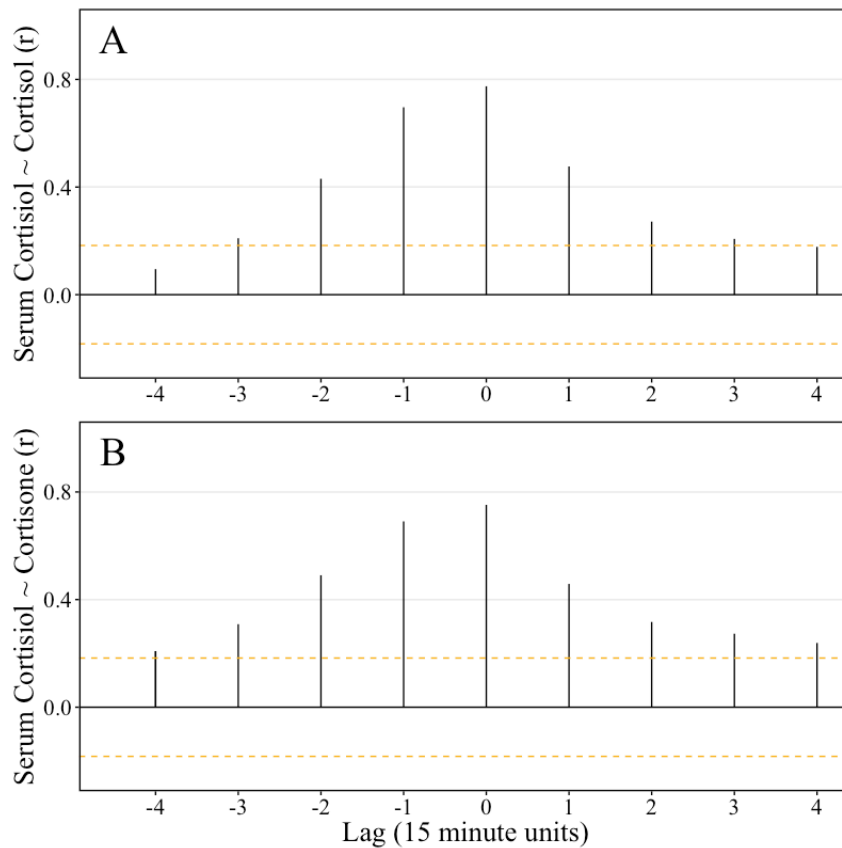 A
Serum Cortisiol ~ Cortisol (r)
0.8
0.4
0.0
-4 -3 -2 -1 0 1 2 3 4
B
Serum Cortisiol ~ Cortisone (r)
0.8
0.4
0.0
-4 -3 -2 -1 0 1 2 3 4
Lag (15 minute units)